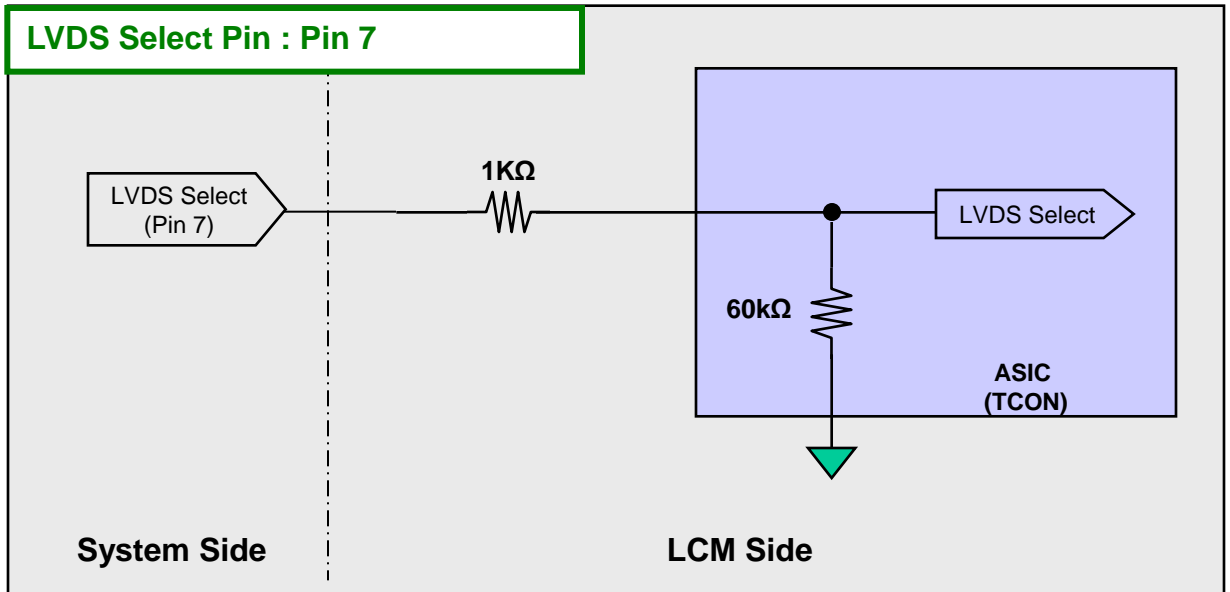 LVDS Select Pin : Pin 7
1KΩ
LVDS Select
(Pin 7)
LVDS Select
60kΩ
ASIC
(TCON)
System Side
LCM Side